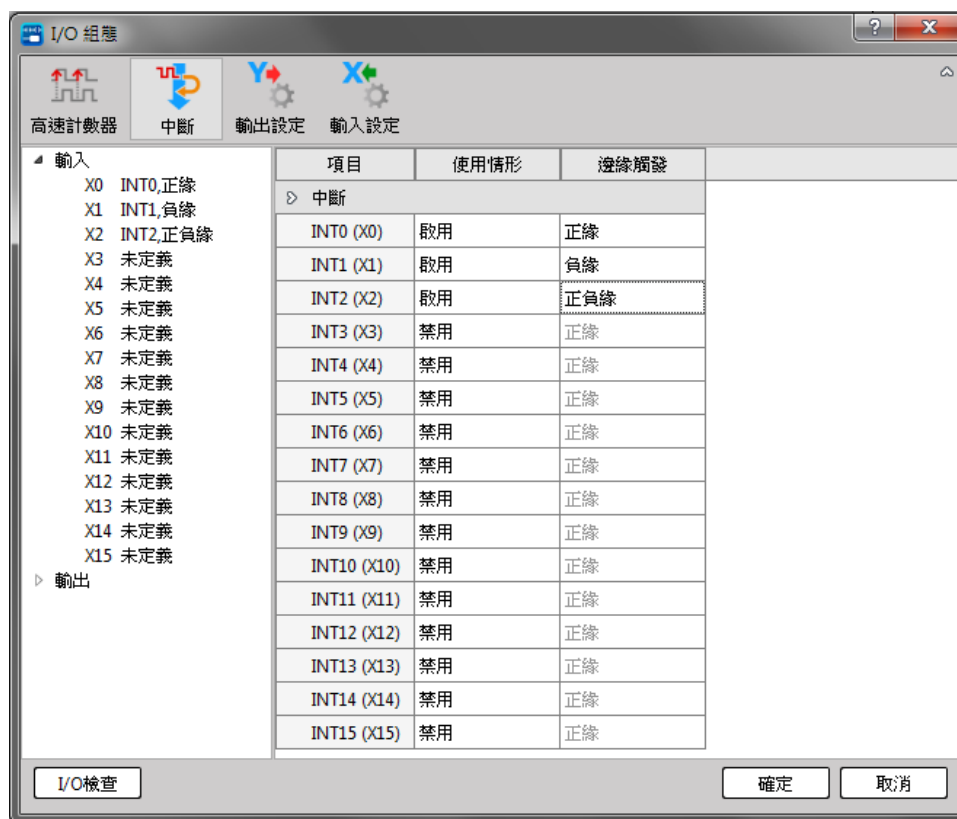 I/O 組態
高速計數器 中斷 輸出設定 輸入設定
輸入
X0 INT0,正緣
X1 INT1,負緣
X2 INT2,正負緣
X3 未定義
X4 未定義
X5 未定義
X6 未定義
X7 未定義
X8 未定義
X9 未定義
X10 未定義
X11 未定義
X12 未定義
X13 未定義
X14 未定義
X15 未定義
輸出
項目 使用情形 邊緣觸發
中斷
INT0 (X0) 啟用 正緣
INT1 (X1) 啟用 負緣
INT2 (X2) 啟用 正負緣
INT3 (X3) 禁用 正緣
INT4 (X4) 禁用 正緣
INT5 (X5) 禁用 正緣
INT6 (X6) 禁用 正緣
INT7 (X7) 禁用 正緣
INT8 (X8) 禁用 正緣
INT9 (X9) 禁用 正緣
INT10 (X10) 禁用 正緣
INT11 (X11) 禁用 正緣
INT12 (X12) 禁用 正緣
INT13 (X13) 禁用 正緣
INT14 (X14) 禁用 正緣
INT15 (X15) 禁用 正緣
I/O檢查 確定 取消